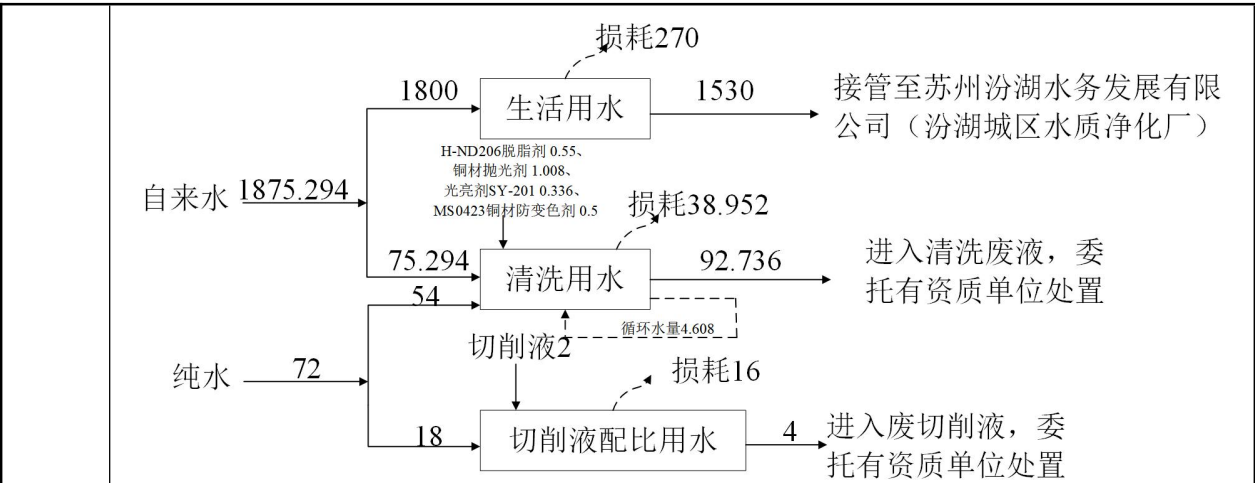 损耗270
1800
生活用水
1530
接管至苏州汾湖水务发展有限
公司（汾湖城区水质净化厂）
H-ND206脱脂剂 0.55、
铜材抛光剂 1.008、
光亮剂SY-201 0.336、
MS0423铜材防变色剂 0.5
自来水
1875.294
损耗38.952
75.294
清洗用水
92.736
进入清洗废液，委
托有资质单位处置
54
循环水量4.608
切削液2
纯水
72
损耗16
18
切削液配比用水
4
进入废切削液，委
托有资质单位处置